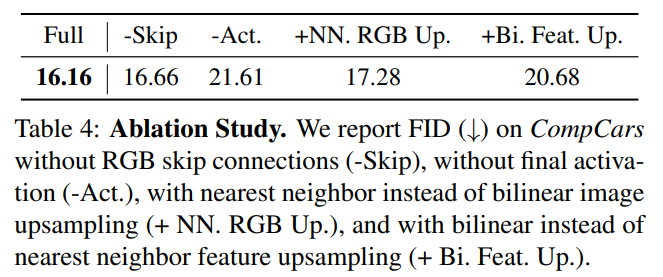 Full -Skip -Act. +NN. RGB Up. +Bi. Feat. Up.
16.16 16.66 21.61 17.28 20.68
Table 4: Ablation Study. We report FID (↓) on CompCars
without RGB skip connections (-Skip), without final activa-
tion (-Act.), with nearest neighbor instead of bilinear image
upsampling (+ NN. RGB Up.), and with bilinear instead of
nearest neighbor feature upsampling (+ Bi. Feat. Up.).